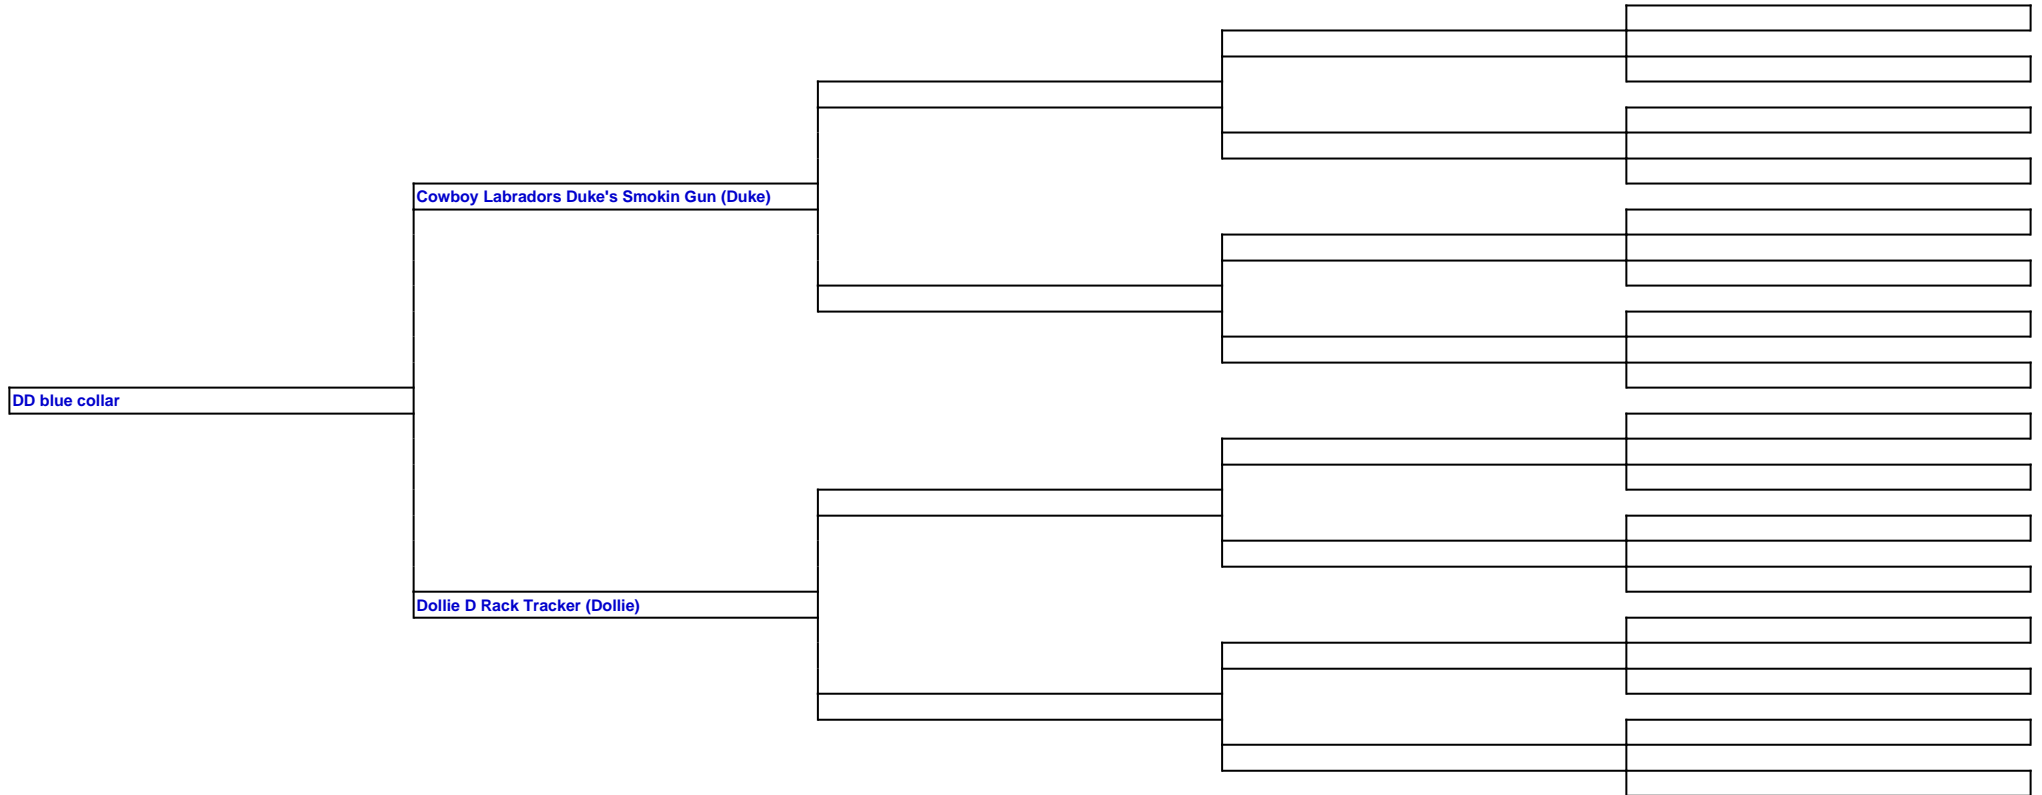 Cowboy Labradors Duke's Smokin Gun (Duke)
DD blue collar
Dollie D Rack Tracker (Dollie)